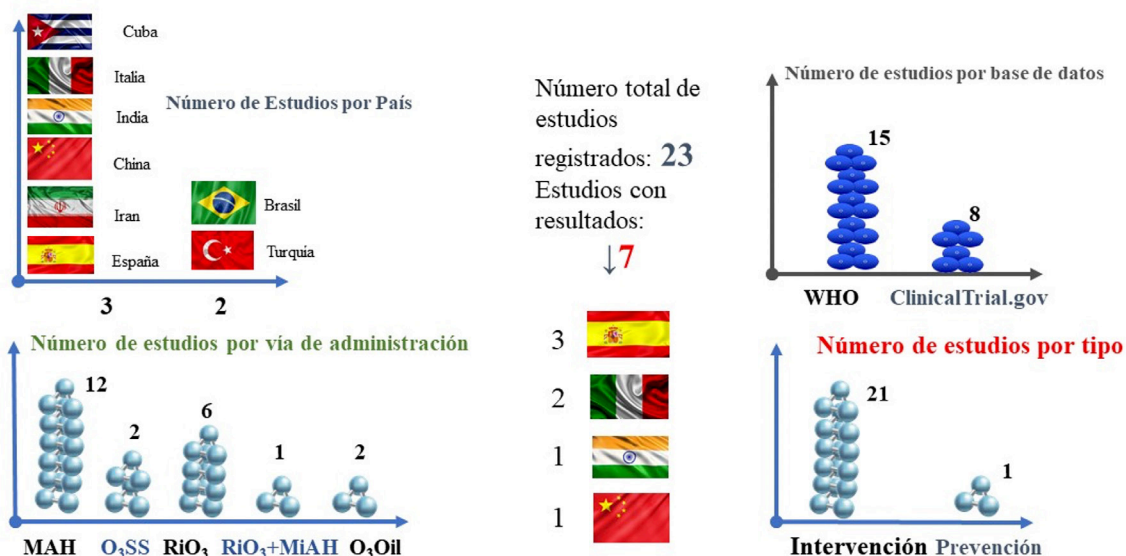 Cuba
Italia
Número de Estudios por País
India
China
Iran
Brasil
España
Turquía
3 2
Número total de
estudios
registrados: 23
Estudios con
resultados:
↓7
3
2
1
1
Número de estudios por base de datos
15
8
WHO ClinicalTrial.gov
Número de estudios por vía de administración
12
2
6
1
2
MAH O₃SS RiO₃ RiO₃+MiAH O₃Oil
Número de estudios por tipo
21
1
Intervención Prevención